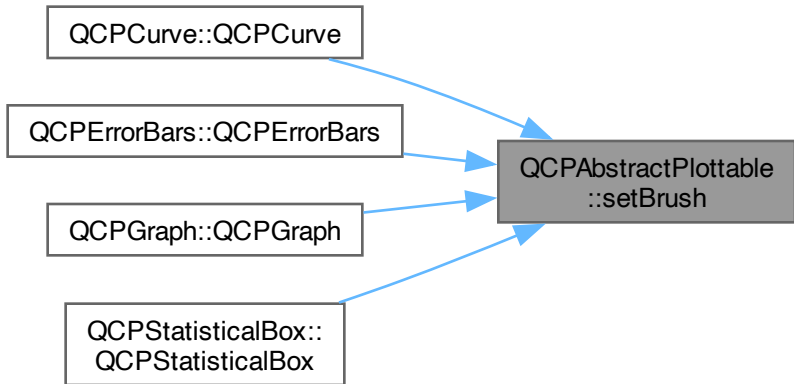 QCPCurve::QCPCurve
QCPErrorBars::QCPErrorBars
QCPGraph::QCPGraph
QCPStatisticalBox::
QCPStatisticalBox
QCPAbstractPlottable
::setBrush